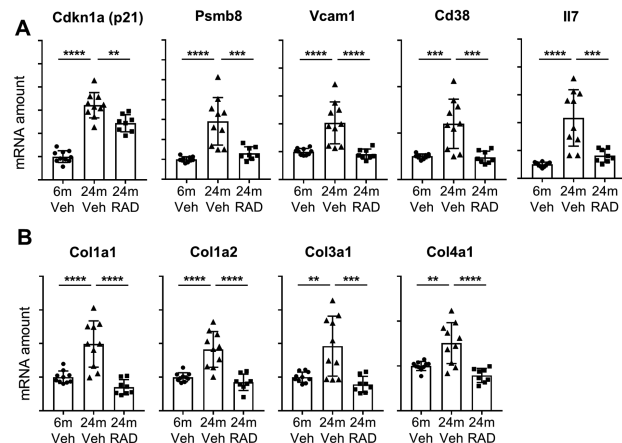 A
Cdkn1a (p21)
Psmb8
Vcam1
Cd38
Il7
mRNA amount
**** **
**** ***
**** ****
*** ***
**** ***
6m 24m 24m
Veh Veh RAD
6m 24m 24m
Veh Veh RAD
6m 24m 24m
Veh Veh RAD
6m 24m 24m
Veh Veh RAD
6m 24m 24m
Veh Veh RAD
B
Col1a1
Col1a2
Col3a1
Col4a1
mRNA amount
**** ****
**** ****
** ***
** ****
6m 24m 24m
Veh Veh RAD
6m 24m 24m
Veh Veh RAD
6m 24m 24m
Veh Veh RAD
6m 24m 24m
Veh Veh RAD